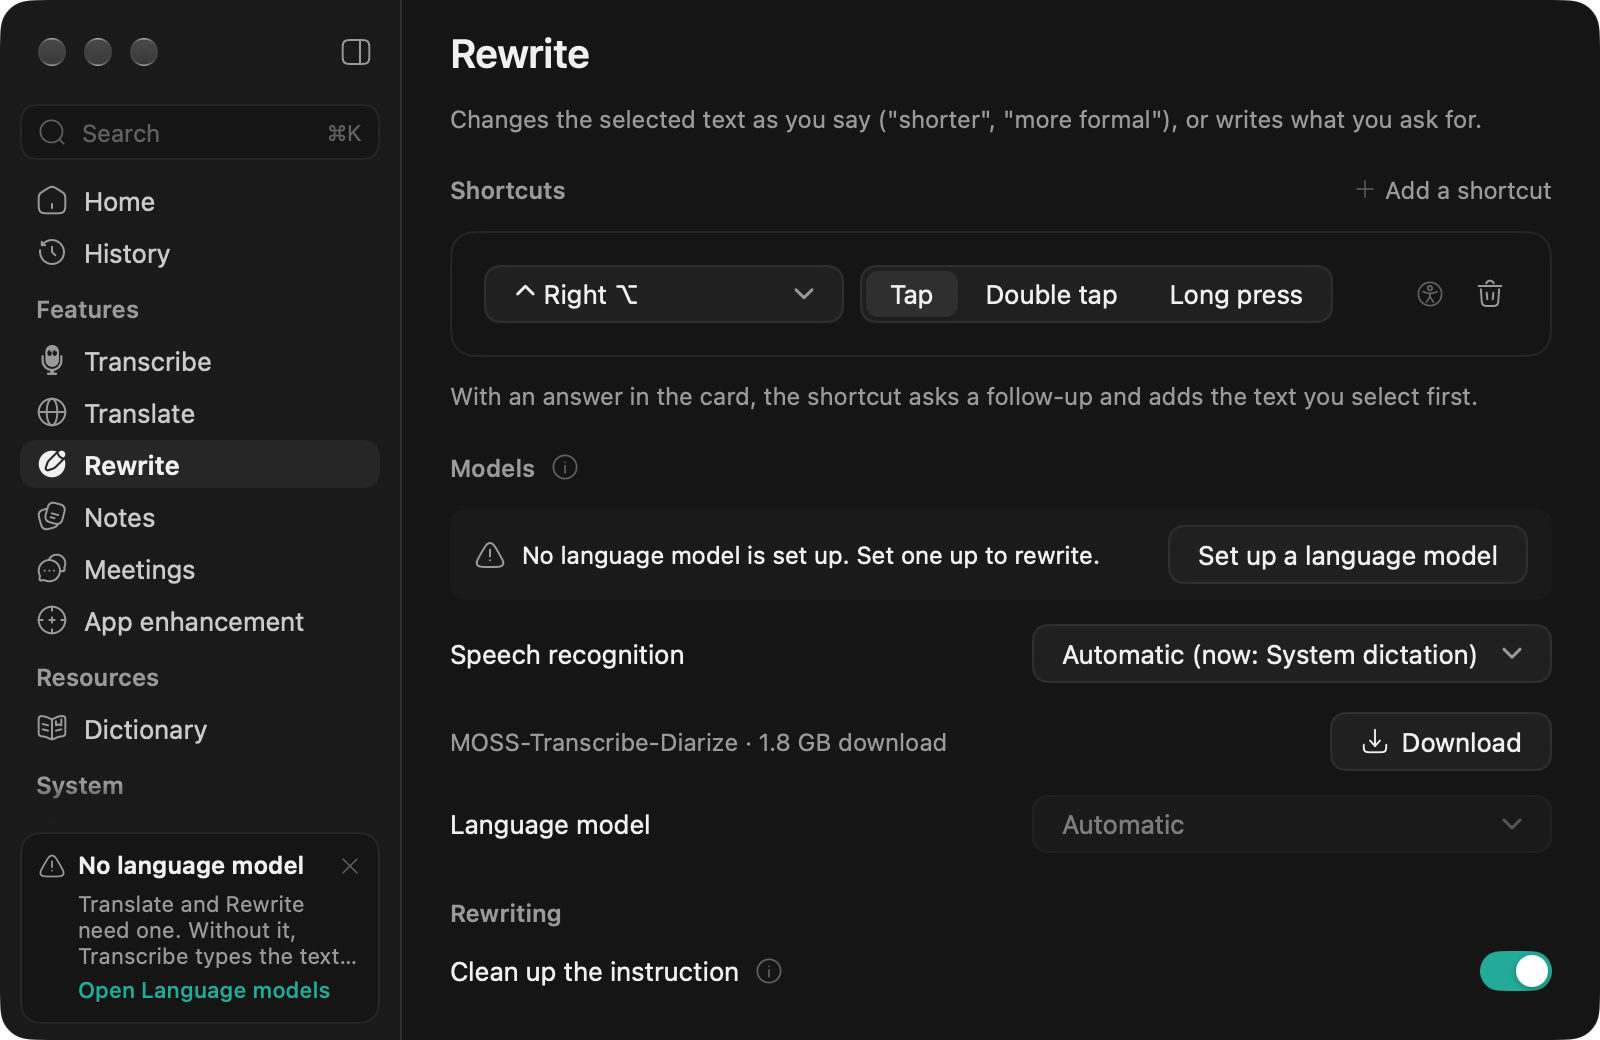 Search ⌘K
Home
History
Features
Transcribe
Translate
Rewrite
Notes
Meetings
App enhancement
Resources
Dictionary
System
No language model
Translate and Rewrite
need one. Without it,
Transcribe types the text...
Open Language models
Rewrite
Changes the selected text as you say ("shorter", "more formal"), or writes what you ask for.
Shortcuts
+ Add a shortcut
⌃ Right ⌥
Tap
Double tap
Long press
With an answer in the card, the shortcut asks a follow-up and adds the text you select first.
Models
No language model is set up. Set one up to rewrite.
Set up a language model
Speech recognition
Automatic (now: System dictation)
MOSS-Transcribe-Diarize · 1.8 GB download
Download
Language model
Automatic
Rewriting
Clean up the instruction